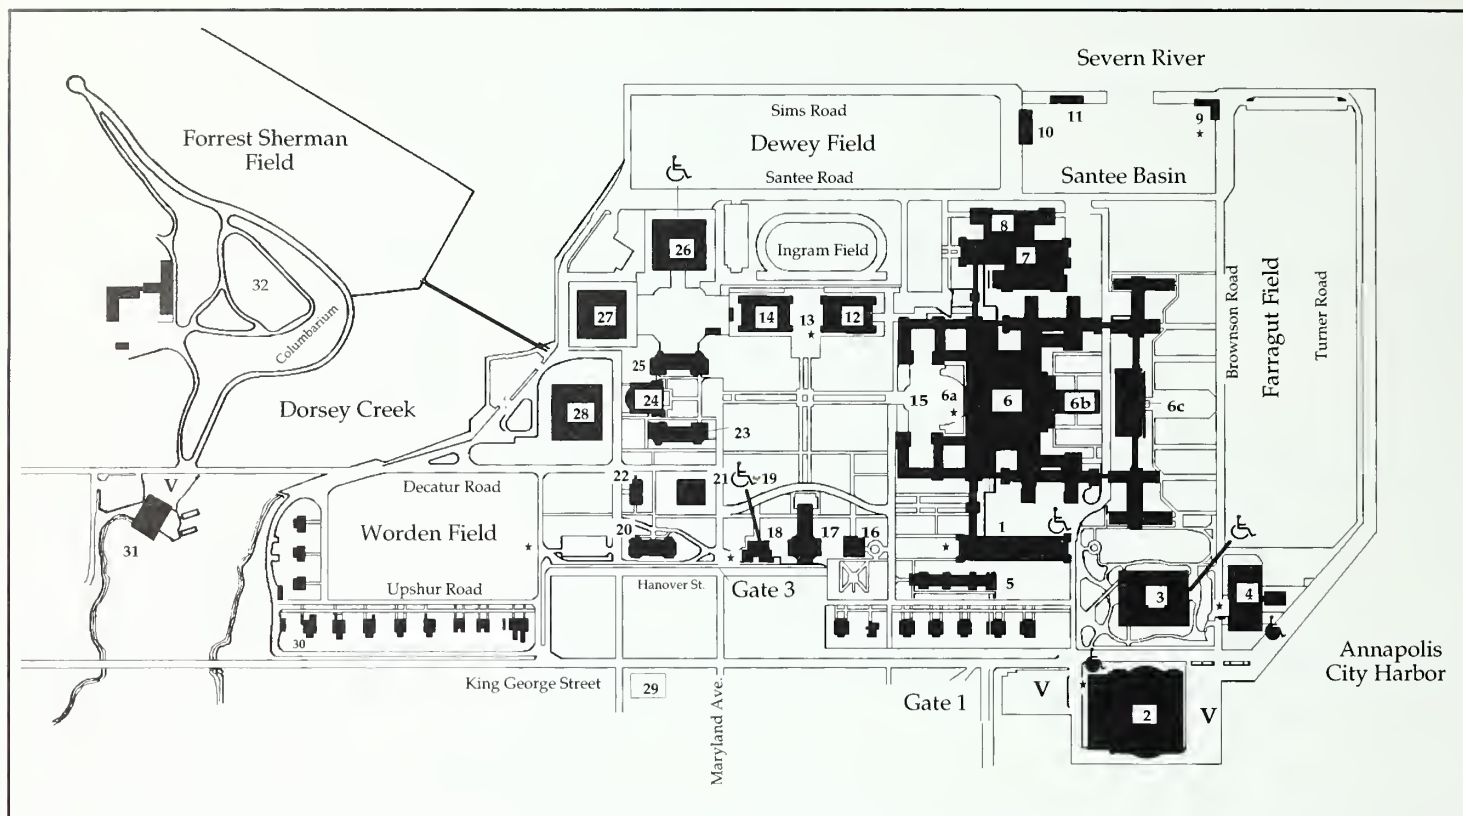 Severn River
Sims Road
Dewey Field
Santee Road
11
10
9
Santee Basin
Forrest Sherman
Field
26
Ingram Field
8
7
32
Columbarium
27
14
13
12
Brownson Road
Farragut Field
Turner Road
25
24
28
23
15
6a
6
6b
6c
Dorsey Creek
V
Decatur Road
22
21
19
31
Worden Field
20
18
17
16
1
Upshur Road
Hanover St.
Gate 3
5
3
4
30
King George Street
29
Maryland Ave.
Gate 1
V
2
V
Annapolis
City Harbor